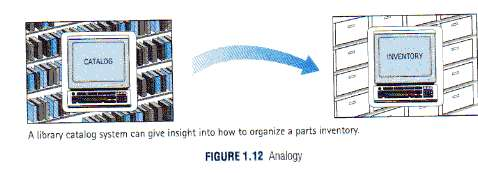 CATALOG
INVENTORY
A library catalog system can give insight into how to organize a parts inventory.
FIGURE 1.12 Analogy